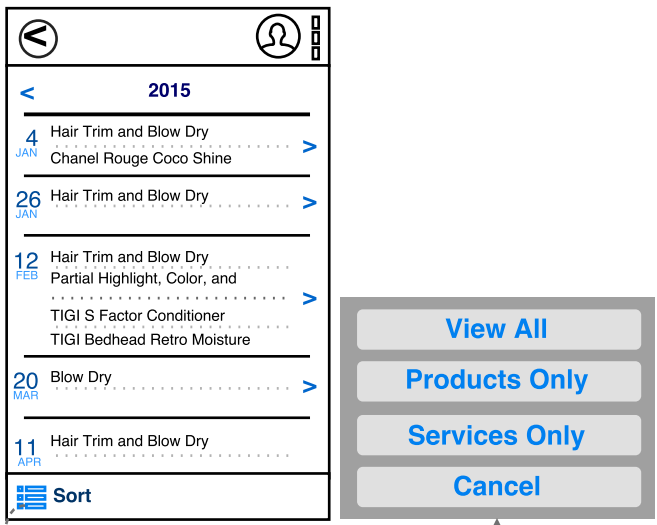 <
< 2015
4 Hair Trim and Blow Dry
JAN
Chanel Rouge Coco Shine >
26 Hair Trim and Blow Dry >
JAN
12 Hair Trim and Blow Dry
FEB Partial Highlight, Color, and
>
TIGI S Factor Conditioner
TIGI Bedhead Retro Moisture
20 Blow Dry >
MAR
11 Hair Trim and Blow Dry
APR
Sort
View All
Products Only
Services Only
Cancel